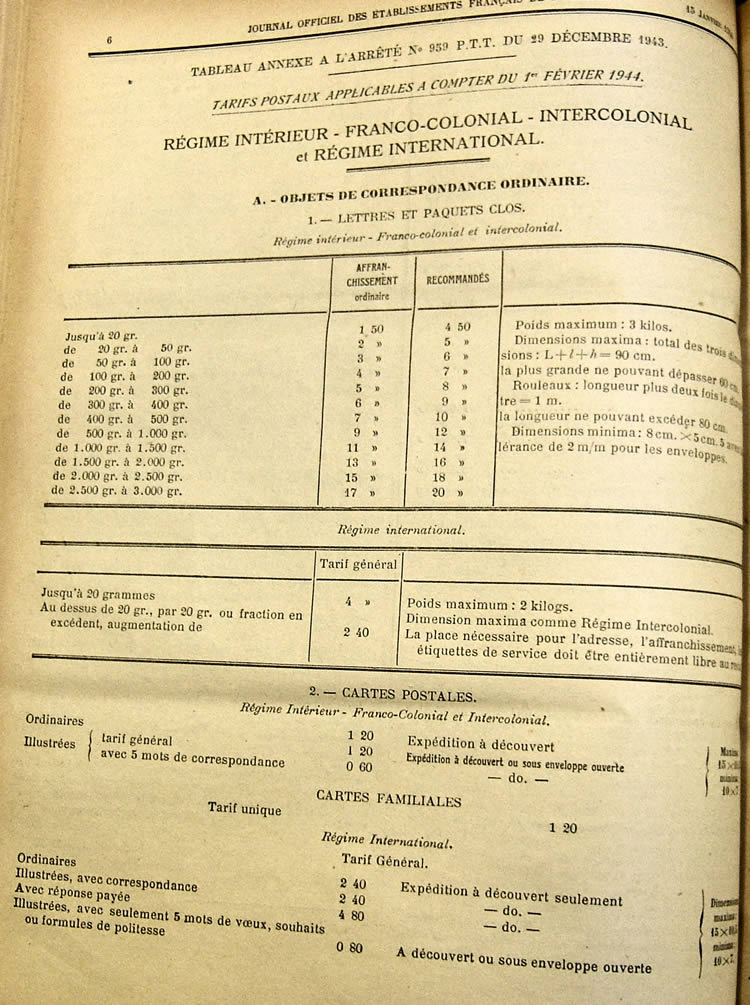 6
JOURNAL OFFICIEL DES ÉTABLISSEMENTS FRANÇAIS DE
15 JANVIER
TABLEAU ANNEXE A L'ARRÊTÉ No 959 P.T.T. DU 29 DÉCEMBRE 1943.
TARIFS POSTAUX APPLICABLES A COMPTER DU 1er FÉVRIER 1944.
RÉGIME INTÉRIEUR - FRANCO-COLONIAL - INTERCOLONIAL
et RÉGIME INTERNATIONAL.
A. - OBJETS DE CORRESPONDANCE ORDINAIRE.
1. — LETTRES ET PAQUETS CLOS.
Régime intérieur - Franco-colonial et intercolonial.
AFFRAN-
CHISSEMENT
ordinaire
RECOMMANDÉS
Jusqu'à 20 gr. 1 50 4 50
de 20 gr. à 50 gr. 2 » 5 »
de 50 gr. à 100 gr. 3 » 6 »
de 100 gr. à 200 gr. 4 » 7 »
de 200 gr. à 300 gr. 5 » 8 »
de 300 gr. à 400 gr. 6 » 9 »
de 400 gr. à 500 gr. 7 » 10 »
de 500 gr. à 1.000 gr. 9 » 12 »
de 1.000 gr. à 1.500 gr. 11 » 14 »
de 1.500 gr. à 2.000 gr. 13 » 16 »
de 2.000 gr. à 2.500 gr. 15 » 18 »
de 2.500 gr. à 3.000 gr. 17 » 20 »
Poids maximum : 3 kilos.
Dimensions maxima : total des trois
sions : L+l+h = 90 cm.
la plus grande ne pouvant dépasser 60 cm.
Rouleaux : longueur plus deux fois le
tre = 1 m.
la longueur ne pouvant excéder 80 cm.
Dimensions minima : 8 cm. × 5 cm. 5
lérance de 2 m/m pour les enveloppes.
Régime international.
Tarif général
Jusqu'à 20 grammes 4 »
Au dessus de 20 gr., par 20 gr. ou fraction en
excédent, augmentation de 2 40
Poids maximum : 2 kilogs.
Dimension maxima comme Régime Intercolonial.
La place nécessaire pour l'adresse, l'affranchissement,
étiquettes de service doit être entièrement libre au
2. — CARTES POSTALES.
Régime Intérieur - Franco-Colonial et Intercolonial.
Ordinaires 1 20 Expédition à découvert
Illustrées { tarif général 1 20 Expédition à découvert ou sous enveloppe ouverte
avec 5 mots de correspondance 0 60 — do. —
CARTES FAMILIALES
Tarif unique 1 20
Régime International.
Tarif Général.
Ordinaires 2 40 Expédition à découvert seulement
Illustrées, avec correspondance 2 40 — do. —
Avec réponse payée 4 80 — do. —
Illustrées, avec seulement 5 mots de vœux, souhaits
ou formules de politesse 0 80 A découvert ou sous enveloppe ouverte